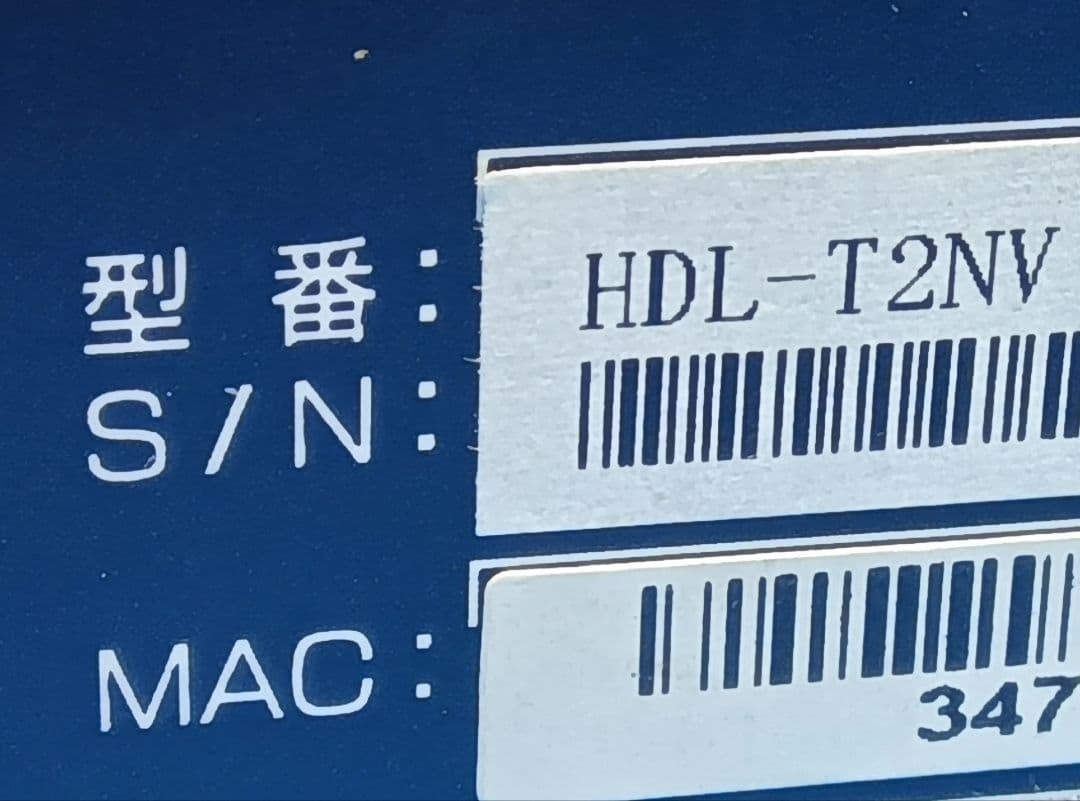 型番: HDL-T2NV
S/N:
MAC:
347